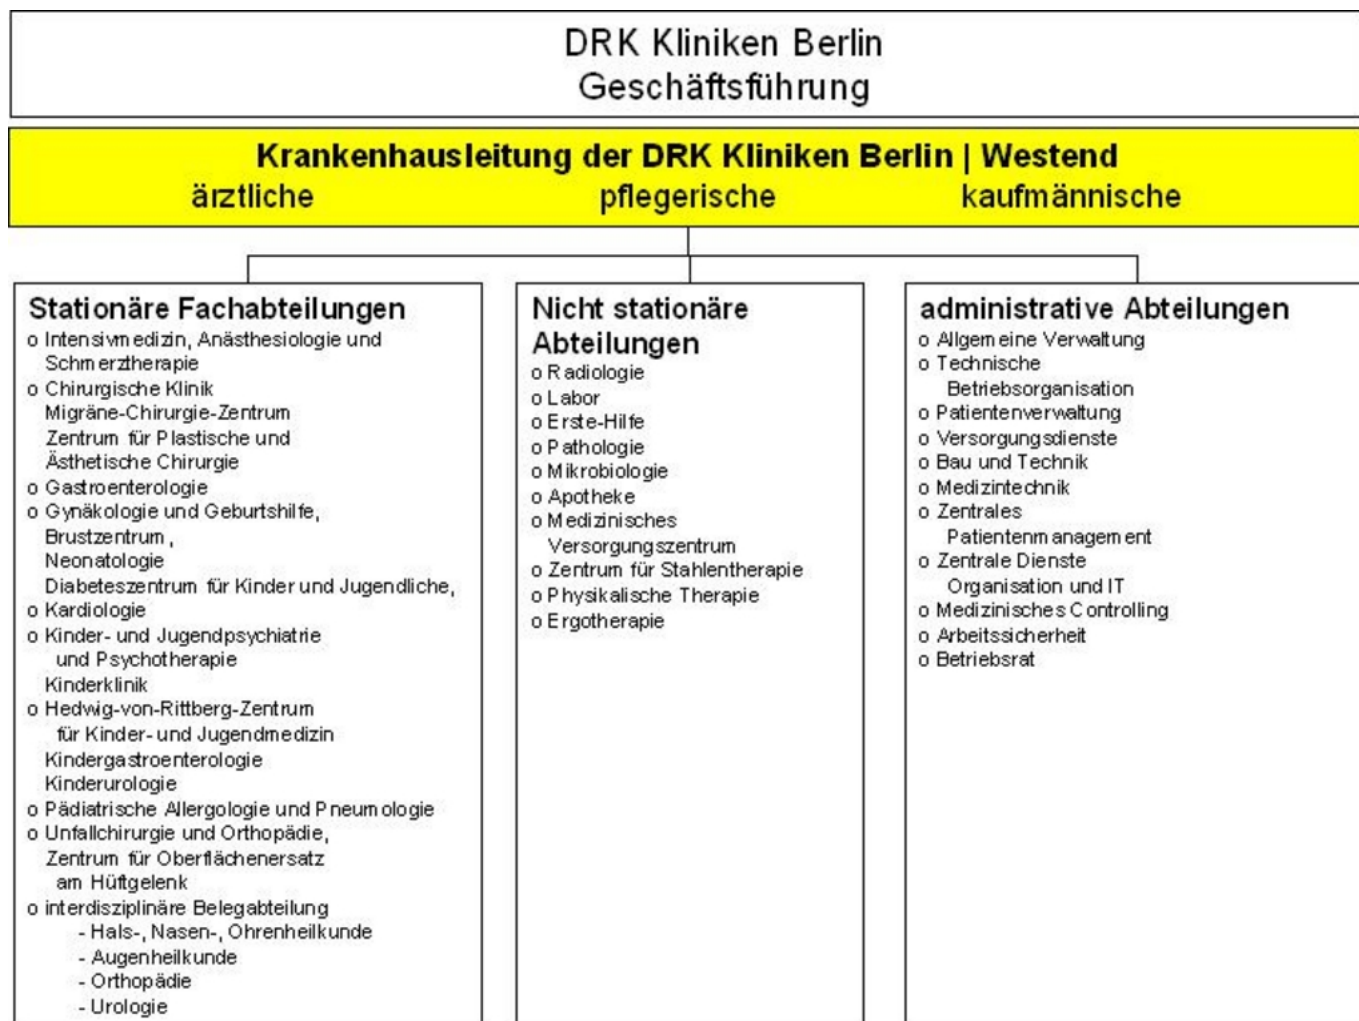 DRK Kliniken Berlin
Geschäftsführung
Krankenhausleitung der DRK Kliniken Berlin | Westend
ärztliche pflegerische kaufmännische
Stationäre Fachabteilungen
o Intensivmedizin, Anästhesiologie und
Schmerztherapie
o Chirurgische Klinik
Migräne-Chirurgie-Zentrum
Zentrum für Plastische und
Ästhetische Chirurgie
o Gastroenterologie
o Gynäkologie und Geburtshilfe,
Brustzentrum,
Neonatologie
Diabeteszentrum für Kinder und Jugendliche,
o Kardiologie
o Kinder- und Jugendpsychiatrie
und Psychotherapie
Kinderklinik
o Hedwig-von-Rittberg-Zentrum
für Kinder- und Jugendmedizin
Kindergastroenterologie
Kinderurologie
o Pädiatrische Allergologie und Pneumologie
o Unfallchirurgie und Orthopädie,
Zentrum für Oberflächenersatz
am Hüftgelenk
o interdisziplinäre Belegabteilung
- Hals-, Nasen-, Ohrenheilkunde
- Augenheilkunde
- Orthopädie
- Urologie
Nicht stationäre
Abteilungen
o Radiologie
o Labor
o Erste-Hilfe
o Pathologie
o Mikrobiologie
o Apotheke
o Medizinisches
Versorgungszentrum
o Zentrum für Stahlentherapie
o Physikalische Therapie
o Ergotherapie
administrative Abteilungen
o Allgemeine Verwaltung
o Technische
Betriebsorganisation
o Patientenverwaltung
o Versorgungsdienste
o Bau und Technik
o Medizintechnik
o Zentrales
Patientenmanagement
o Zentrale Dienste
Organisation und IT
o Medizinisches Controlling
o Arbeitssicherheit
o Betriebsrat